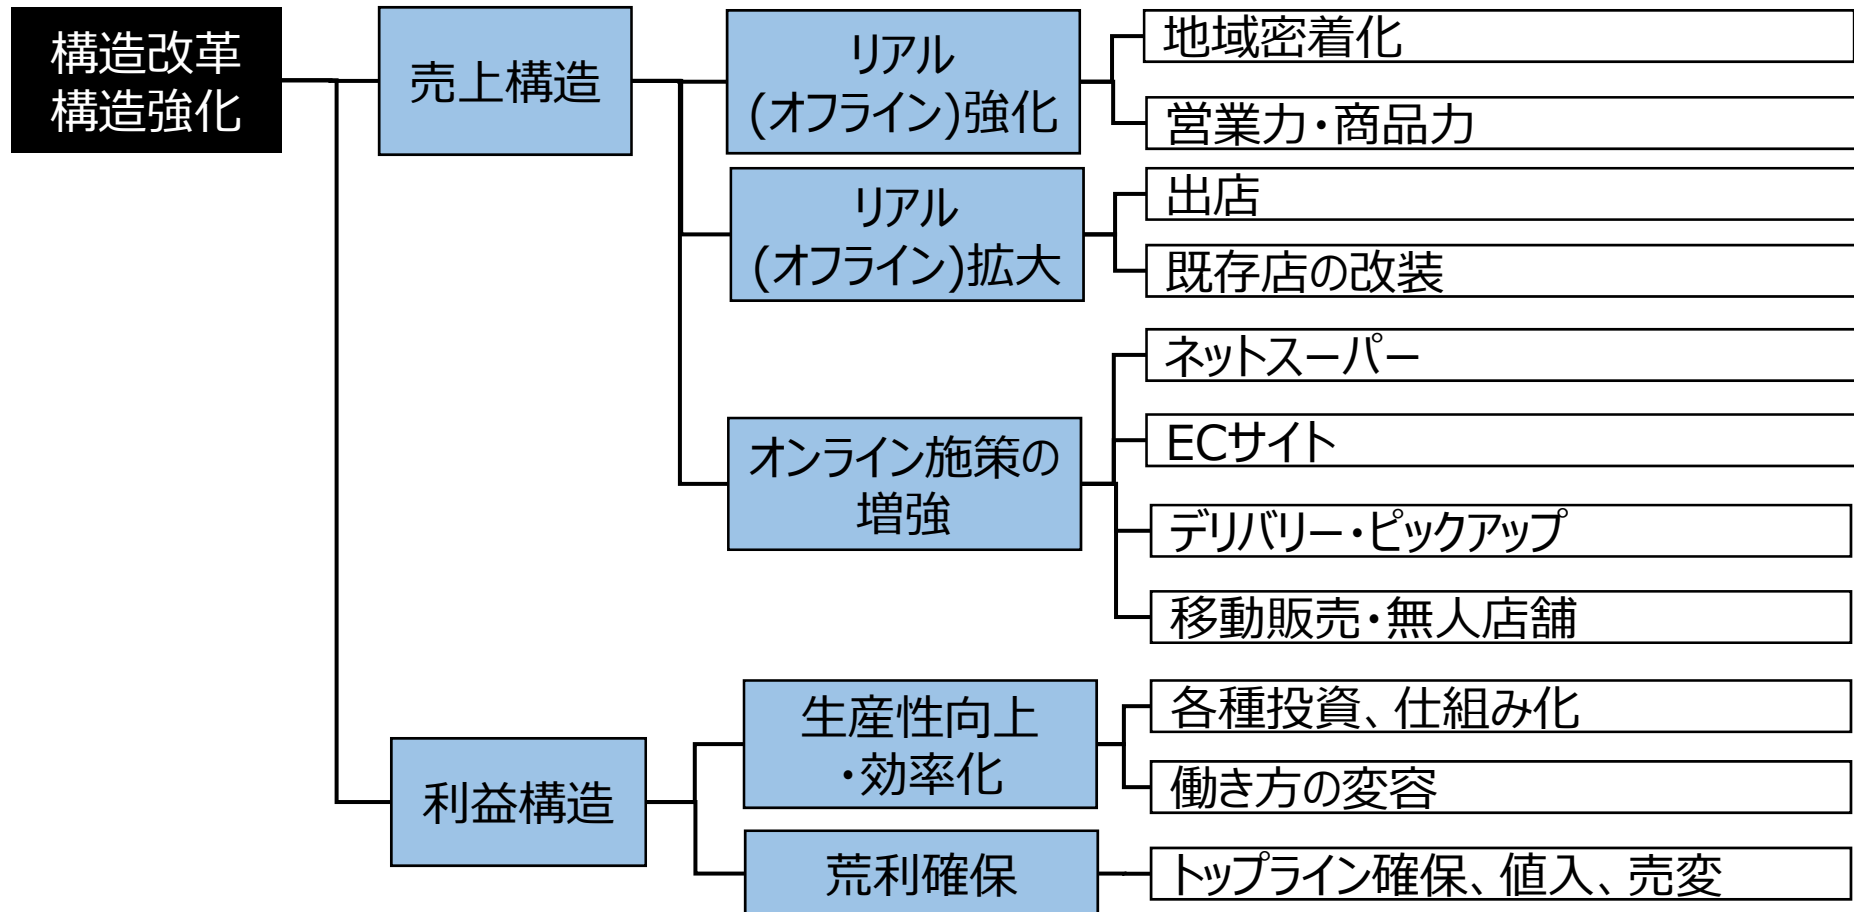 構造改革
構造強化
売上構造
リアル
(オフライン)強化
地域密着化
営業力・商品力
リアル
(オフライン)拡大
出店
既存店の改装
オンライン施策の
増強
ネットスーパー
ECサイト
デリバリー・ピックアップ
移動販売・無人店舗
利益構造
生産性向上
・効率化
各種投資、仕組み化
働き方の変容
荒利確保
トップライン確保、値入、売変